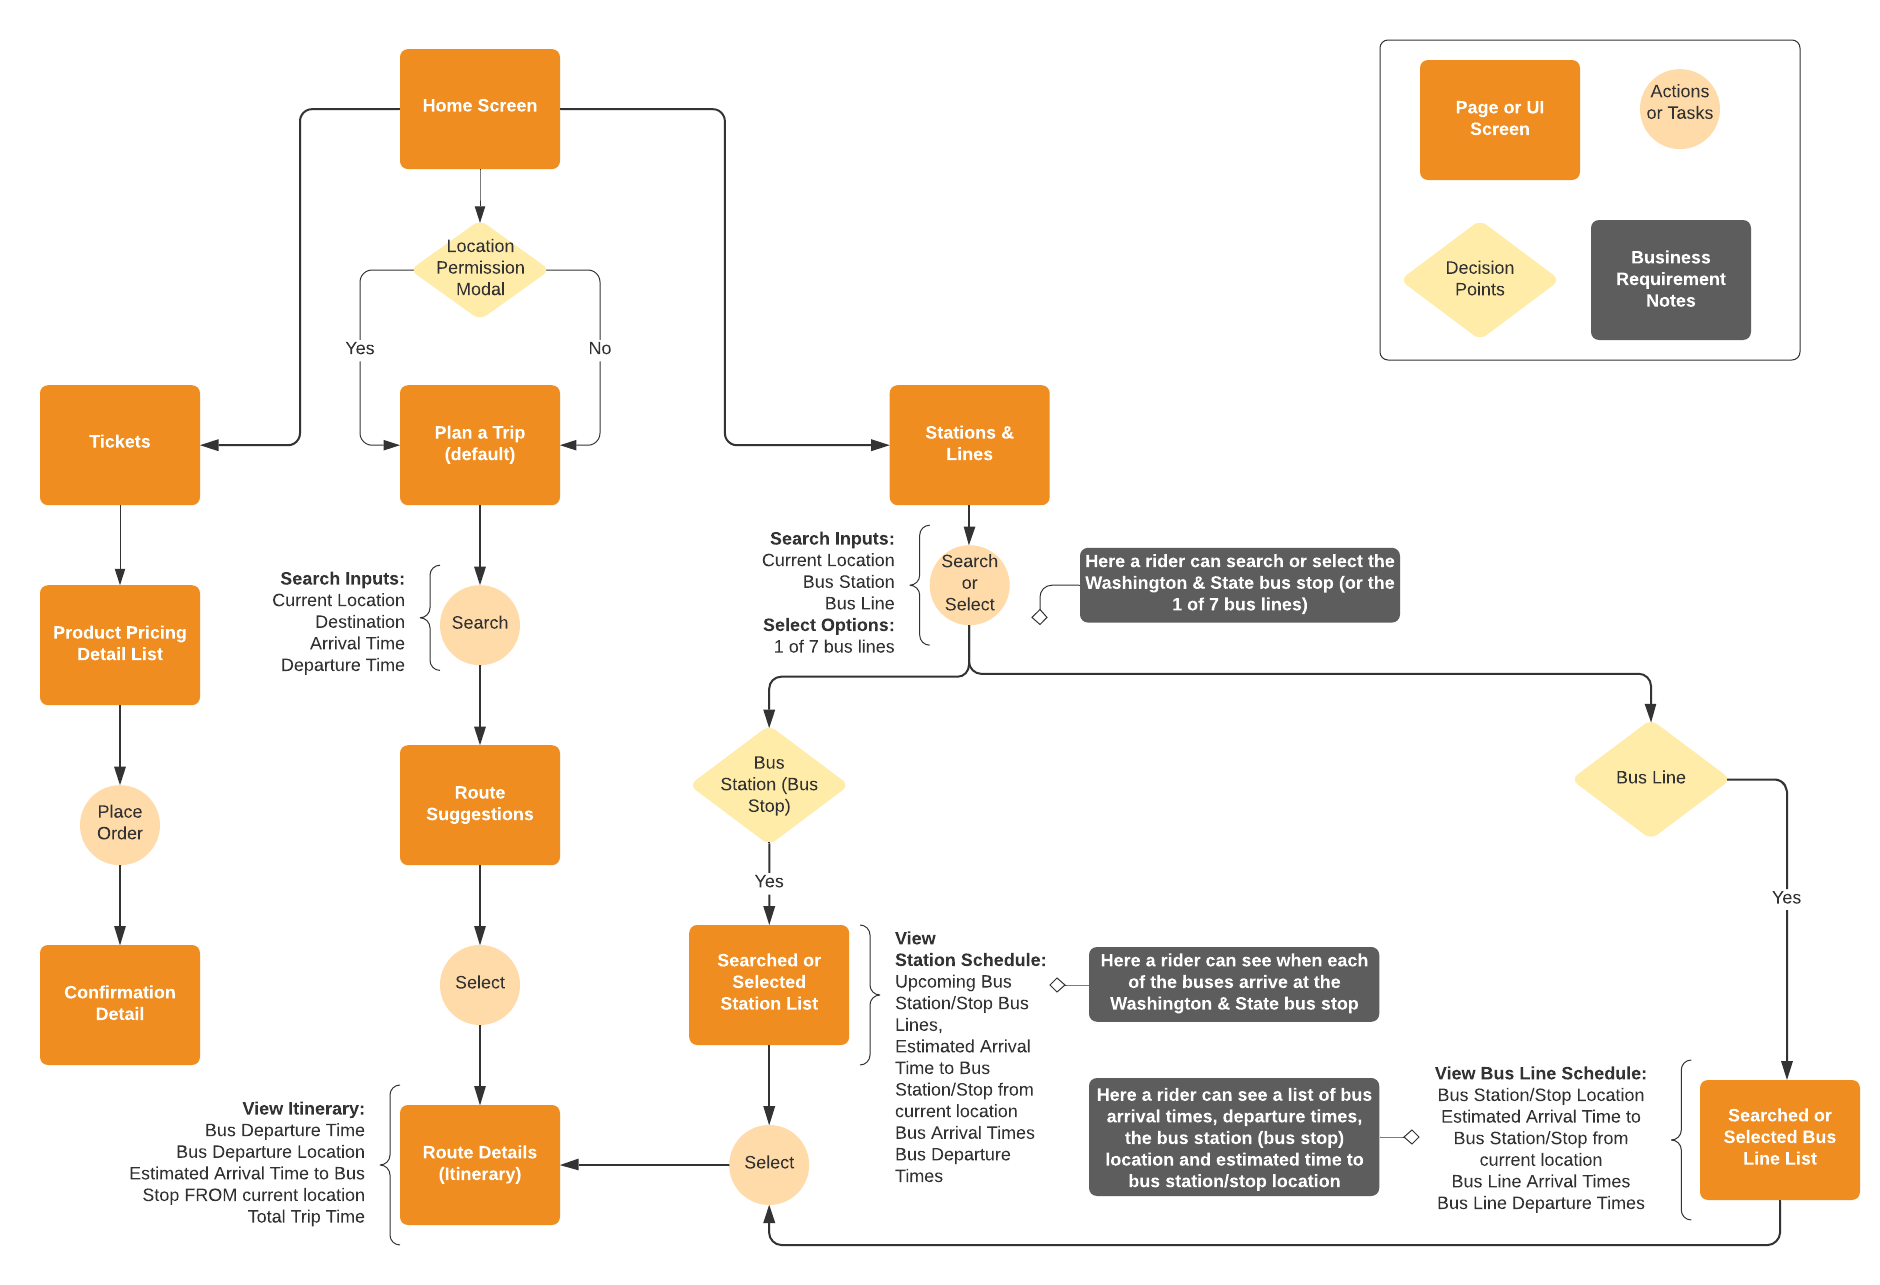 Home Screen
Page or UI
Screen
Actions
or Tasks
Decision
Points
Business
Requirement
Notes
Location
Permission
Modal
Yes
No
Tickets
Plan a Trip
(default)
Stations &
Lines
Search Inputs:
Current Location
Destination
Arrival Time
Departure Time
Search
Search Inputs:
Current Location
Bus Station
Bus Line
Select Options:
1 of 7 bus lines
Search
or
Select
Here a rider can search or select the
Washington & State bus stop (or the
1 of 7 bus lines)
Product Pricing
Detail List
Route
Suggestions
Bus
Station (Bus
Stop)
Bus Line
Place
Order
Yes
Yes
Confirmation
Detail
Select
Searched or
Selected
Station List
View
Station Schedule:
Upcoming Bus
Station/Stop Bus
Lines,
Estimated Arrival
Time to Bus
Station/Stop from
current location
Bus Arrival Times
Bus Departure
Times
Here a rider can see when each
of the buses arrive at the
Washington & State bus stop
Here a rider can see a list of bus
arrival times, departure times,
the bus station (bus stop)
location and estimated time to
bus station/stop location
View Bus Line Schedule:
Bus Station/Stop Location
Estimated Arrival Time to
Bus Station/Stop from
current location
Bus Line Arrival Times
Bus Line Departure Times
Searched or
Selected Bus
Line List
View Itinerary:
Bus Departure Time
Bus Departure Location
Estimated Arrival Time to Bus
Stop FROM current location
Total Trip Time
Route Details
(Itinerary)
Select